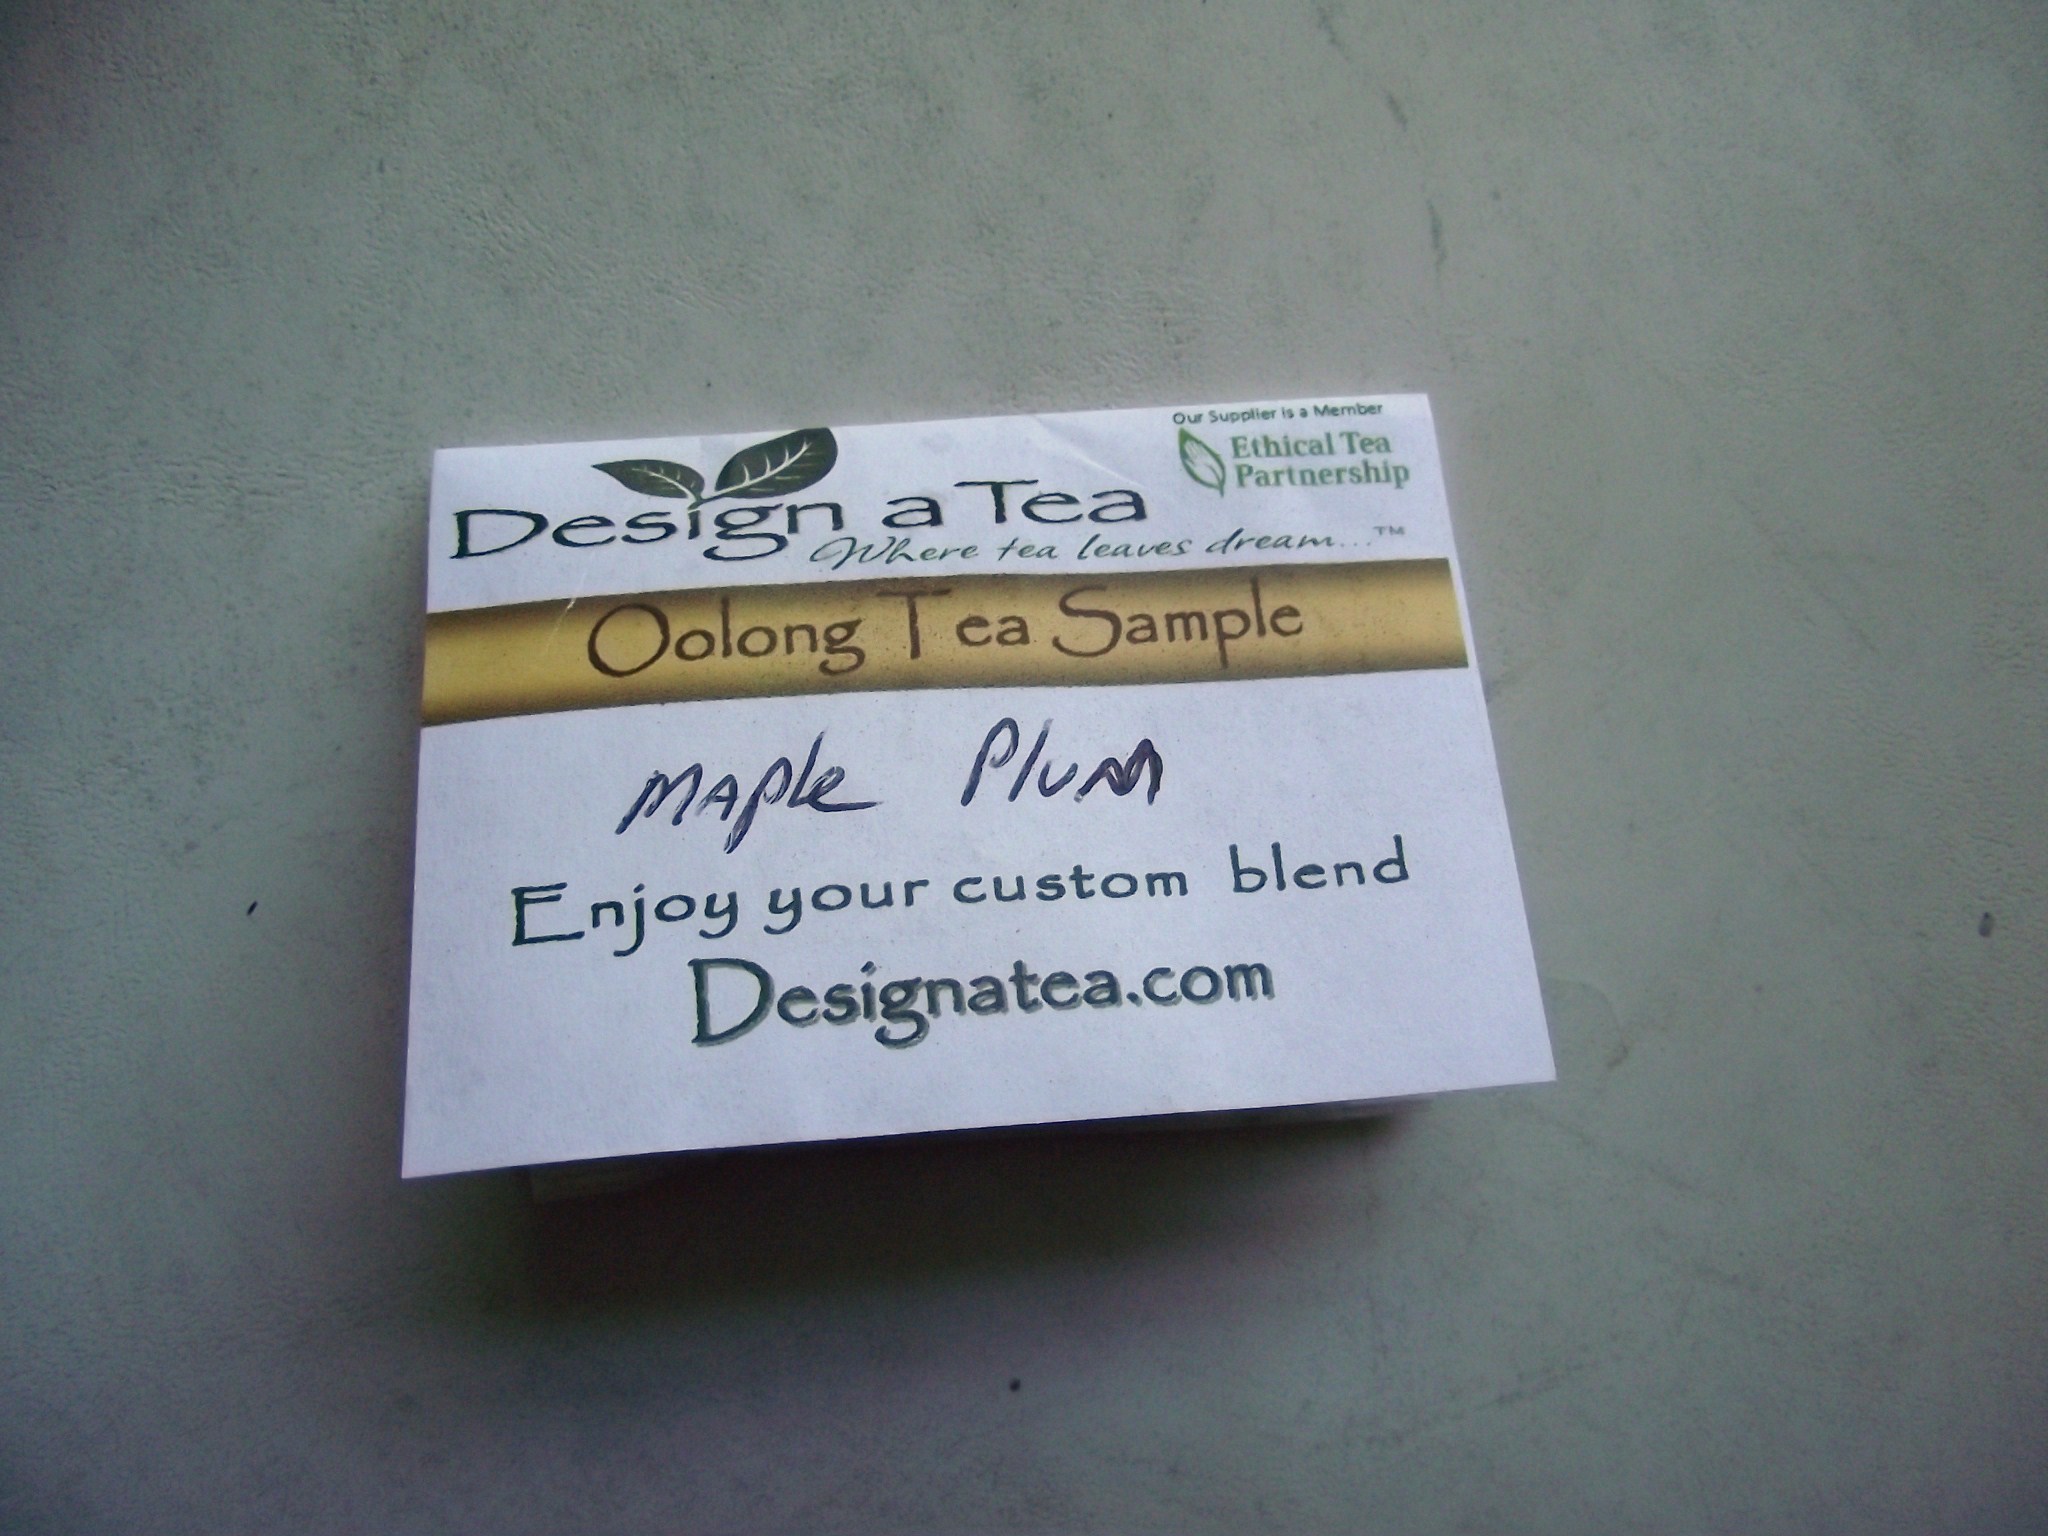 Our Supplier is a Member
Ethical Tea
Partnership
Design a Tea
Where tea leaves dream...™
Oolong Tea Sample
Maple Plum
Enjoy your custom blend
Designatea.com